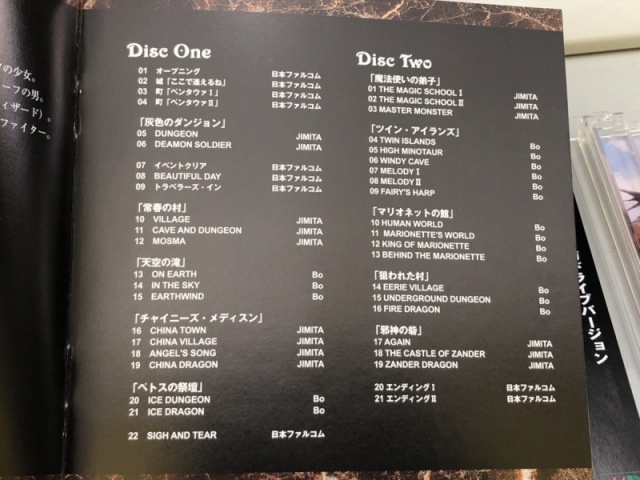 アの少女。
ーフの男。
ィザード）。
ファイター。
Disc One
01 オープニング 日本ファルコム
02 城「ここで逢えるね」 日本ファルコム
03 町「ペンタウァⅠ」 日本ファルコム
04 町「ペンタウァⅡ」 日本ファルコム
「灰色のダンジョン」
05 DUNGEON JIMITA
06 DEAMON SOLDIER JIMITA
07 イベントクリア 日本ファルコム
08 BEAUTIFUL DAY 日本ファルコム
09 トラベラーズ・イン 日本ファルコム
「常春の村」
10 VILLAGE JIMITA
11 CAVE AND DUNGEON JIMITA
12 MOSMA JIMITA
「天空の滝」
13 ON EARTH Bo
14 IN THE SKY Bo
15 EARTHWIND Bo
「チャイニーズ・メディスン」
16 CHINA TOWN JIMITA
17 CHINA VILLAGE JIMITA
18 ANGEL'S SONG JIMITA
19 CHINA DRAGON JIMITA
「ベトスの祭壇」
20 ICE DUNGEON Bo
21 ICE DRAGON Bo
22 SIGH AND TEAR 日本ファルコム
Disc Two
「魔法使いの弟子」
01 THE MAGIC SCHOOLⅠ JIMITA
02 THE MAGIC SCHOOLⅡ JIMITA
03 MASTER MONSTER JIMITA
「ツイン・アイランズ」
04 TWIN ISLANDS
05 HIGH MINOTAUR Bo
06 WINDY CAVE Bo
07 MELODYⅠ Bo
08 MELODYⅡ Bo
09 FAIRY'S HARP Bo
「マリオネットの館」
10 HUMAN WORLD Bo
11 MARIONETTE'S WORLD Bo
12 KING OF MARIONETTE Bo
13 BEHIND THE MARIONETTE Bo
「狙われた村」
14 EERIE VILLAGE Bo
15 UNDERGROUND DUNGEON Bo
16 FIRE DRAGON Bo
「邪神の砦」
17 AGAIN JIMITA
18 THE CASTLE OF ZANDER JIMITA
19 ZANDER DRAGON JIMITA
20 エンディングⅠ 日本ファルコム
21 エンディングⅡ 日本ファルコム
ドライブバージョン